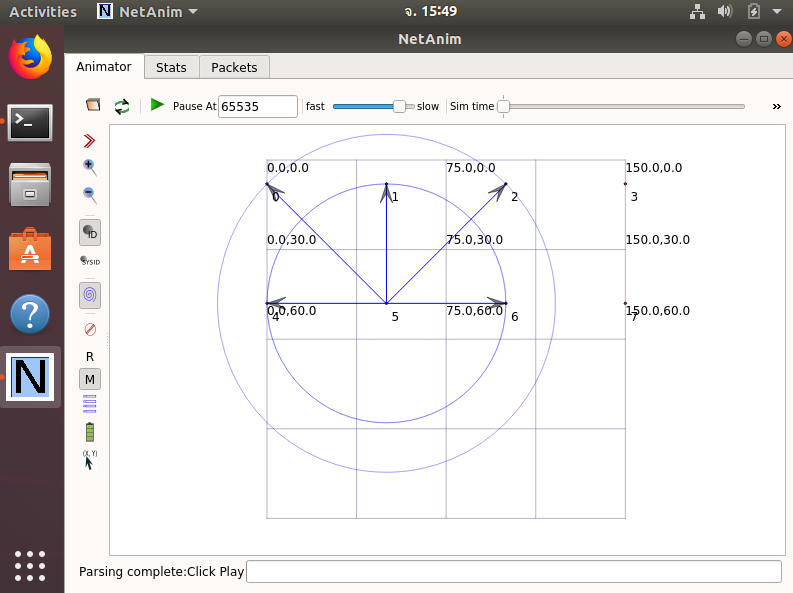 Activities NetAnim จ. 15:49
NetAnim
Animator Stats Packets
Pause At 65535 fast slow Sim time »
0.0,0.0 75.0,0.0 150.0,0.0
0 1 2 3
ID
0.0,30.0 75.0,30.0 150.0,30.0
SYSID
0.0,60.0 75.0,60.0 150.0,60.0
4 5 6 7
R
M
(X, Y)
Parsing complete:Click Play